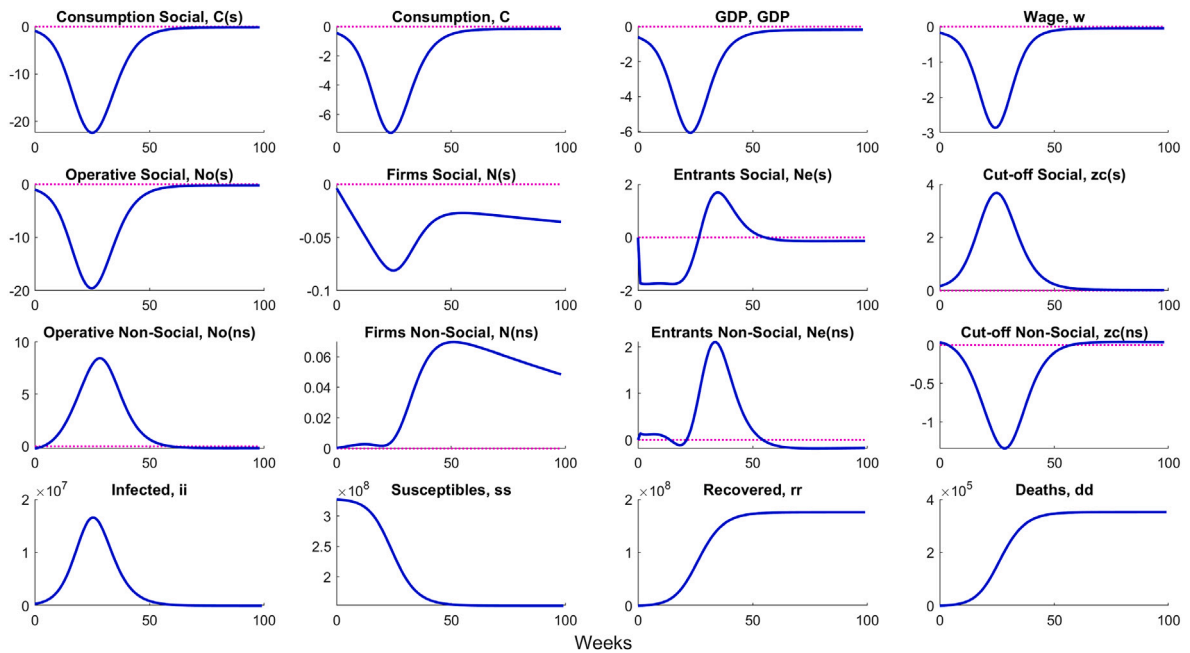 Consumption Social, C(s)
0
-10
-20
0 50 100
Consumption, C
0
-2
-4
-6
0 50 100
GDP, GDP
0
-2
-4
-6
0 50 100
Wage, w
0
-1
-2
-3
0 50 100
Operative Social, No(s)
0
-10
-20
0 50 100
Firms Social, N(s)
0
-0.05
-0.1
0 50 100
Entrants Social, Ne(s)
2
0
-2
0 50 100
Cut-off Social, zc(s)
4
2
0
0 50 100
Operative Non-Social, No(ns)
10
5
0
0 50 100
Firms Non-Social, N(ns)
0.06
0.04
0.02
0
0 50 100
Entrants Non-Social, Ne(ns)
2
1
0
0 50 100
Cut-off Non-Social, zc(ns)
0
-0.5
-1
0 50 100
Infected, ii
×10⁷
2
1
0
0 50 100
Susceptibles, ss
×10⁸
3
2.5
2
0 50 100
Recovered, rr
×10⁸
2
1
0
0 50 100
Deaths, dd
×10⁵
4
2
0
0 50 100
Weeks